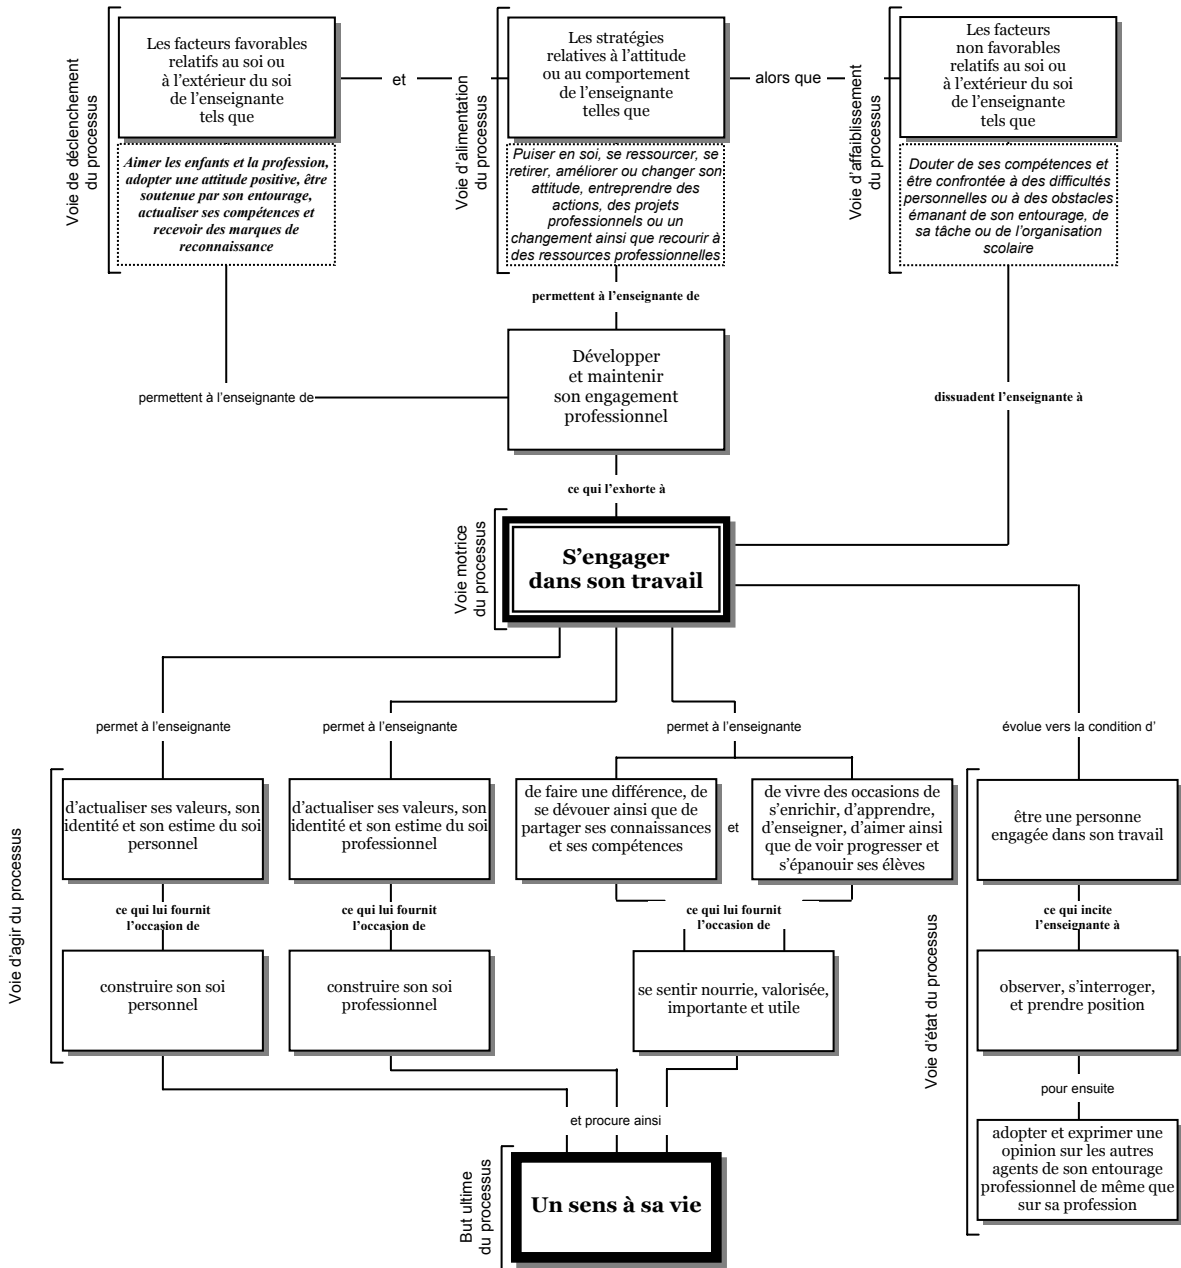 Voie de déclenchement
du processus
Les facteurs favorables
relatifs au soi ou
à l'extérieur du soi
de l'enseignante
tels que
Aimer les enfants et la profession,
adopter une attitude positive, être
soutenue par son entourage,
actualiser ses compétences et
recevoir des marques de
reconnaissance
et
Voie d'alimentation
du processus
Les stratégies
relatives à l'attitude
ou au comportement
de l'enseignante
telles que
Puiser en soi, se ressourcer, se
retirer, améliorer ou changer son
attitude, entreprendre des
actions, des projets
professionnels ou un
changement ainsi que recourir à
des ressources professionnelles
alors que
Voie d'affaiblissement
du processus
Les facteurs
non favorables
relatifs au soi ou
à l'extérieur du soi
de l'enseignante
tels que
Douter de ses compétences et
être confrontée à des difficultés
personnelles ou à des obstacles
émanant de son entourage, de
sa tâche ou de l'organisation
scolaire
permettent à l'enseignante de
permettent à l'enseignante de
Développer
et maintenir
son engagement
professionnel
dissuadent l'enseignante à
ce qui l'exhorte à
Voie motrice
du processus
S'engager
dans son travail
permet à l'enseignante
permet à l'enseignante
permet à l'enseignante
évolue vers la condition d'
Voie d'agir du processus
d'actualiser ses valeurs, son
identité et son estime du soi
personnel
d'actualiser ses valeurs, son
identité et son estime du soi
professionnel
de faire une différence, de
se dévouer ainsi que de
partager ses connaissances
et ses compétences
et
de vivre des occasions de
s'enrichir, d'apprendre,
d'enseigner, d'aimer ainsi
que de voir progresser et
s'épanouir ses élèves
Voie d'état du processus
être une personne
engagée dans son travail
ce qui lui fournit
l'occasion de
ce qui lui fournit
l'occasion de
ce qui lui fournit
l'occasion de
ce qui incite
l'enseignante à
construire son soi
personnel
construire son soi
professionnel
se sentir nourrie, valorisée,
importante et utile
observer, s'interroger,
et prendre position
pour ensuite
et procure ainsi
adopter et exprimer une
opinion sur les autres
agents de son entourage
professionnel de même que
sur sa profession
But ultime
du processus
Un sens à sa vie